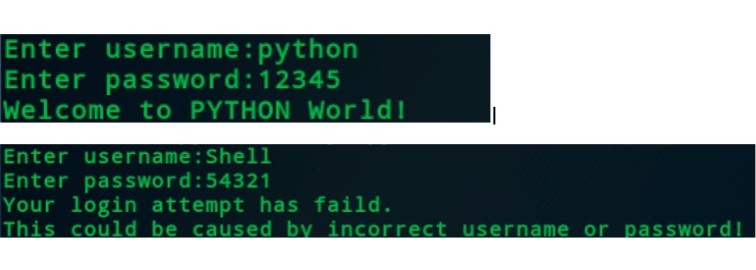 Enter username:python
Enter password:12345
Welcome to PYTHON World!
Enter username:Shell
Enter password:54321
Your login attempt has faild.
This could be caused by incorrect username or password!